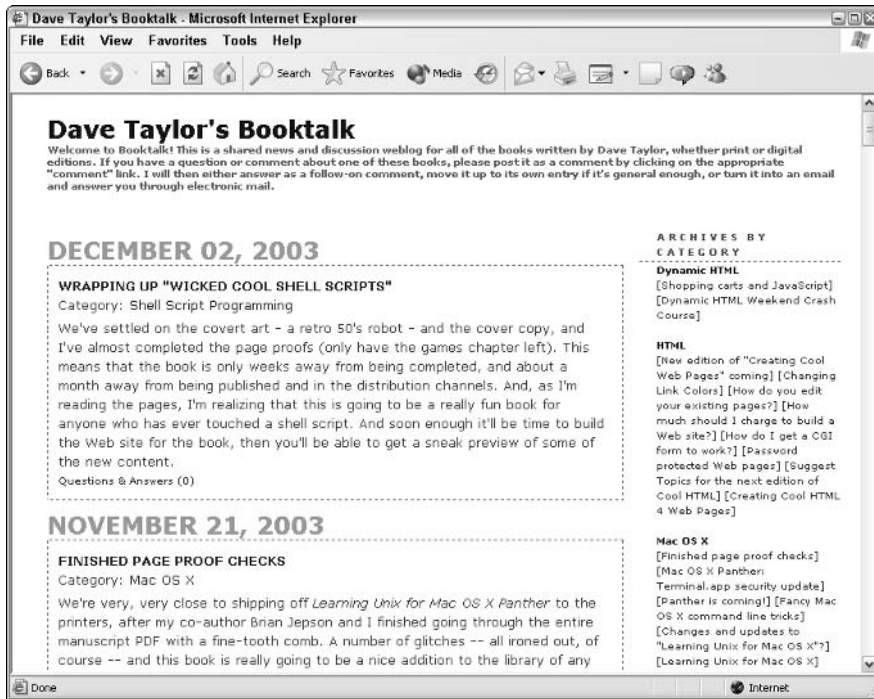 Dave Taylor's Booktalk - Microsoft Internet Explorer
File Edit View Favorites Tools Help
Back Search Favorites Media
Dave Taylor's Booktalk
Welcome to Booktalk! This is a shared news and discussion weblog for all of the books written by Dave Taylor, whether print or digital
editions. If you have a question or comment about one of these books, please post it as a comment by clicking on the appropriate
"comment" link. I will then either answer as a follow-on comment, move it up to its own entry if it's general enough, or turn it into an email
and answer you through electronic mail.
DECEMBER 02, 2003
WRAPPING UP "WICKED COOL SHELL SCRIPTS"
Category: Shell Script Programming
We've settled on the covert art – a retro 50's robot – and the cover copy, and
I've almost completed the page proofs (only have the games chapter left). This
means that the book is only weeks away from being completed, and about a
month away from being published and in the distribution channels. And, as I'm
reading the pages, I'm realizing that this is going to be a really fun book for
anyone who has ever touched a shell script. And soon enough it'll be time to build
the Web site for the book, then you'll be able to get a sneak preview of some of
the new content.
Questions & Answers (0)
NOVEMBER 21, 2003
FINISHED PAGE PROOF CHECKS
Category: Mac OS X
We're very, very close to shipping off Learning Unix for Mac OS X Panther to the
printers, after my co-author Brian Jepson and I finished going through the entire
manuscript PDF with a fine-tooth comb. A number of glitches -- all ironed out, of
course -- and this book is really going to be a nice addition to the library of any
ARCHIVES BY
CATEGORY
Dynamic HTML
[Shopping carts and JavaScript]
[Dynamic HTML Weekend Crash
Course]
HTML
[New edition of "Creating Cool
Web Pages" coming] [Changing
Link Colors] [How do you edit
your existing pages?] [How
much should I charge to build a
Web site?] [How do I get a CGI
form to work?] [Password
protected Web pages] [Suggest
Topics for the next edition of
Cool HTML] [Creating Cool HTML
4 Web Pages]
Mac OS X
[Finished page proof checks]
[Mac OS X Panther:
Terminal.app security update]
[Panther is coming!] [Fancy Mac
OS X command line tricks]
[Changes and updates to
"Learning Unix for Mac OS X"?]
[Learning Unix for Mac OS X]
Done Internet